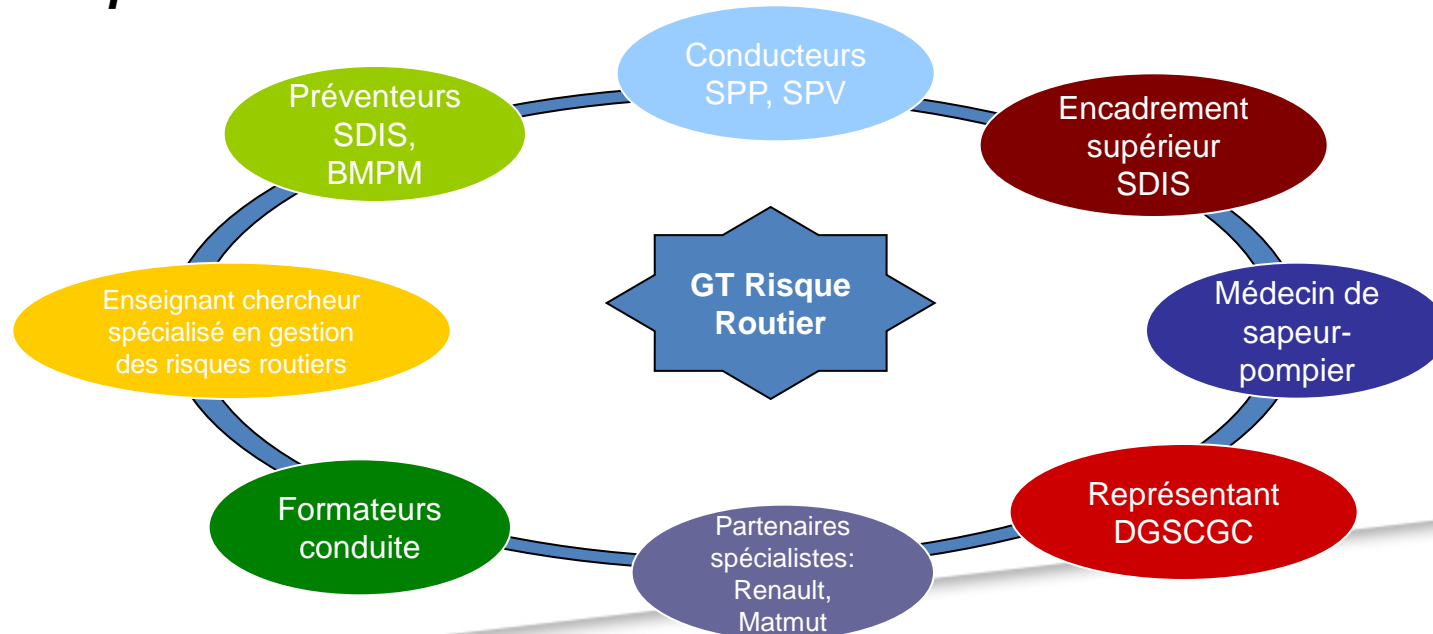 Conducteurs
SPP, SPV
Préventeurs
SDIS,
BMPM
Encadrement
supérieur
SDIS
GT Risque
Routier
Enseignant chercheur
spécialisé en gestion
des risques routiers
Médecin de
sapeur-
pompier
Formateurs
conduite
Représentant
DGSCGC
Partenaires
spécialistes:
Renault,
Matmut